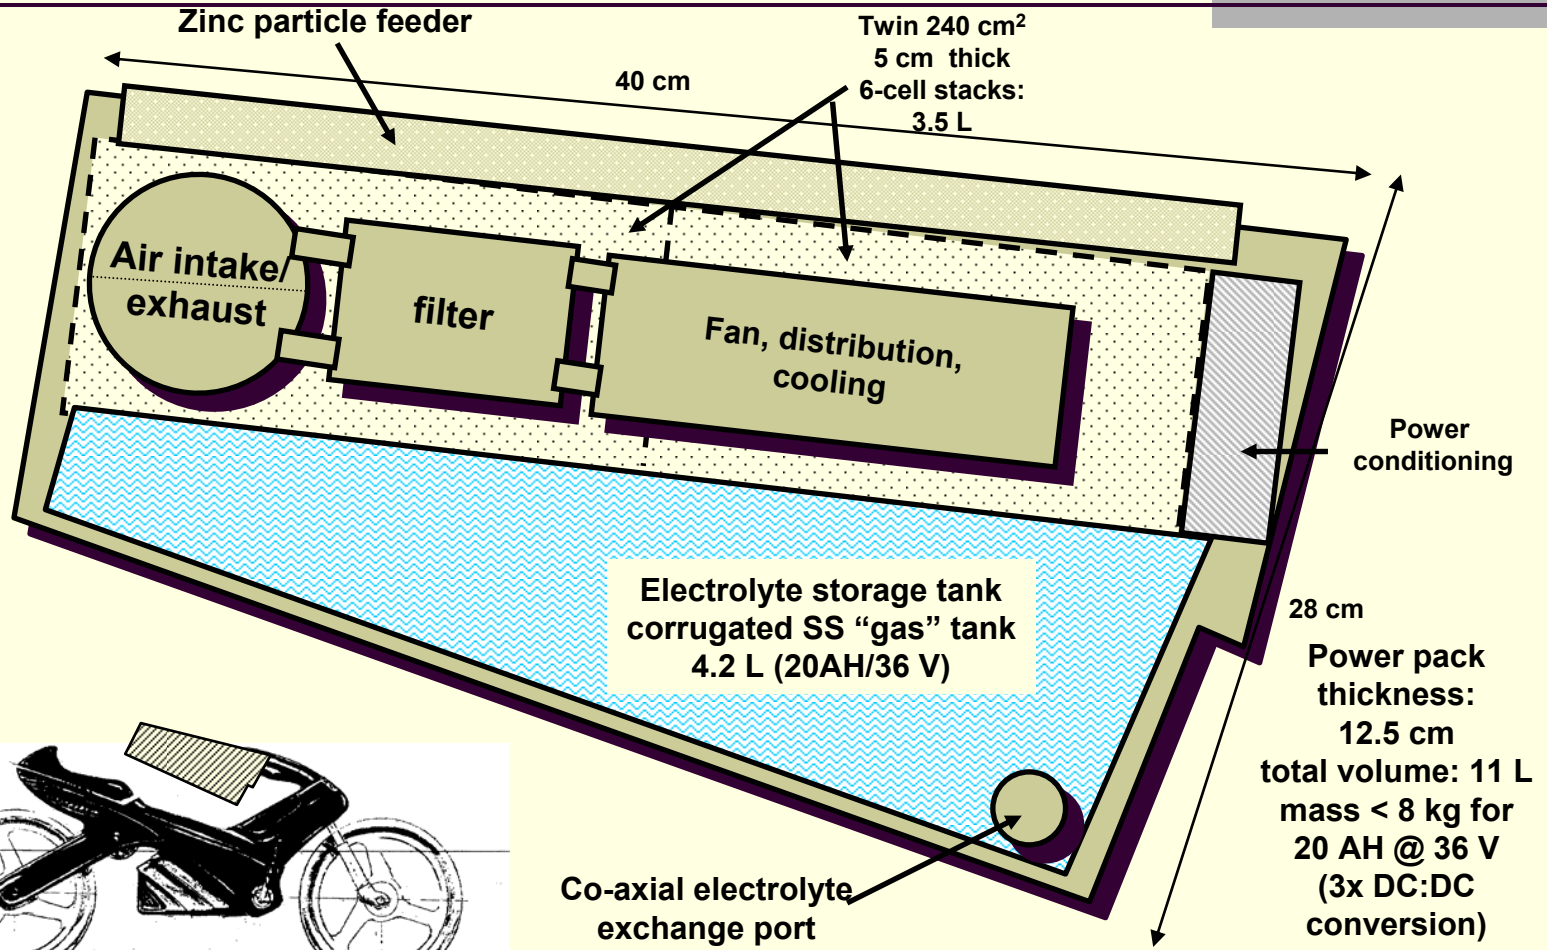 Zinc particle feeder
Twin 240 cm²
5 cm thick
6-cell stacks:
3.5 L
40 cm
Air intake/
exhaust
filter
Fan, distribution,
cooling
Power
conditioning
Electrolyte storage tank
corrugated SS “gas” tank
4.2 L (20AH/36 V)
28 cm
Power pack
thickness:
12.5 cm
total volume: 11 L
mass < 8 kg for
20 AH @ 36 V
(3x DC:DC
conversion)
Co-axial electrolyte
exchange port